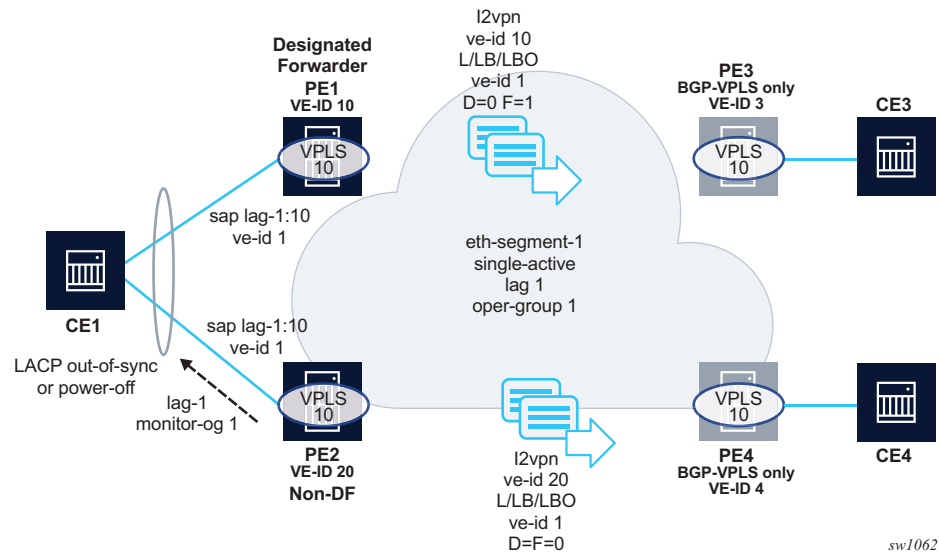 l2vpn
ve-id 10
L/LB/LBO
ve-id 1
D=0 F=1
Designated
Forwarder
PE1
VE-ID 10
VPLS
10
PE3
BGP-VPLS only
VE-ID 3
VPLS
10
CE3
sap lag-1:10
ve-id 1
eth-segment-1
single-active
lag 1
oper-group 1
CE1
LACP out-of-sync
or power-off
sap lag-1:10
ve-id 1
lag-1
monitor-og 1
VPLS
10
PE2
VE-ID 20
Non-DF
l2vpn
ve-id 20
L/LB/LBO
ve-id 1
D=F=0
VPLS
10
PE4
BGP-VPLS only
VE-ID 4
CE4
sw1062